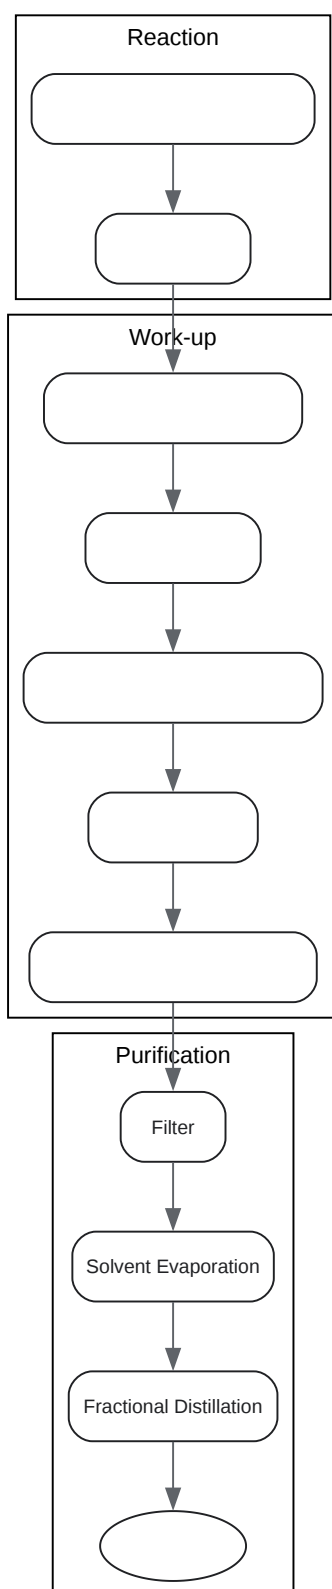 Reaction
Work-up
Purification
Filter
Solvent Evaporation
Fractional Distillation